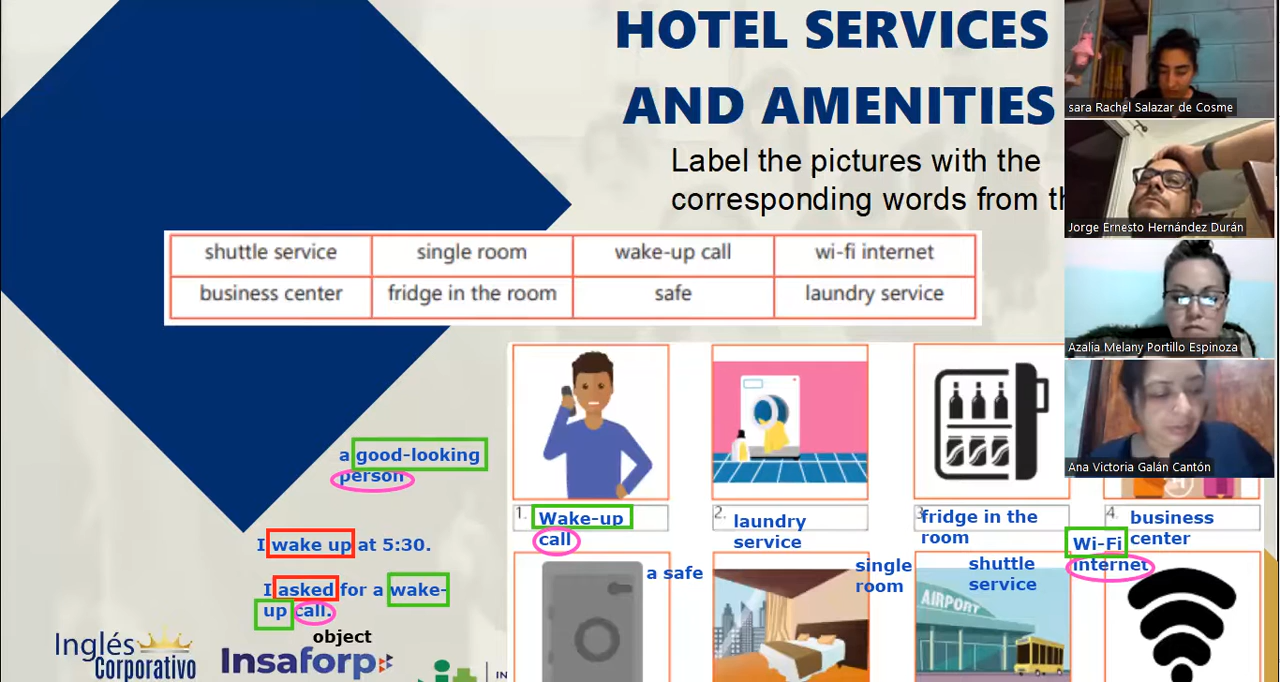 HOTEL SERVICES
AND AMENITIES
Label the pictures with the
corresponding words from
shuttle service
single room
wake-up call
wi-fi internet
business center
fridge in the room
safe
laundry service
a good-looking
person
I wake up at 5:30.
I asked for a wake-
up call.
object
1.
Wake-up
call
2.
laundry
service
3.
fridge in the
room
4.
business
center
a safe
single
room
AIRPORT
shuttle
service
Wi-Fi
internet
Inglés
Corporativo
Insaforp
IN
sara Rachel Salazar de Cosme
Jorge Ernesto Hernández Durán
Azalia Melany Portillo Espinoza
Ana Victoria Galán Cantón